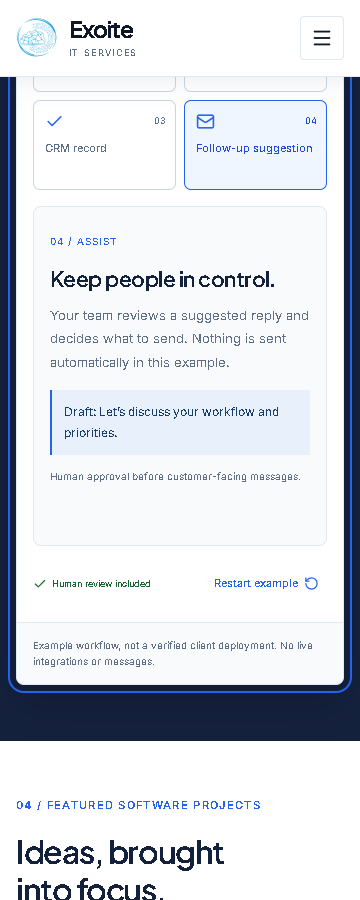 Exoite
IT SERVICES
03
CRM record
04
Follow-up suggestion
04 / ASSIST
Keep people in control.
Your team reviews a suggested reply and
decides what to send. Nothing is sent
automatically in this example.
Draft: Let's discuss your workflow and
priorities.
Human approval before customer-facing messages.
Human review included
Restart example
Example workflow, not a verified client deployment. No live
integrations or messages.
04 / FEATURED SOFTWARE PROJECTS
Ideas, brought
into focus.